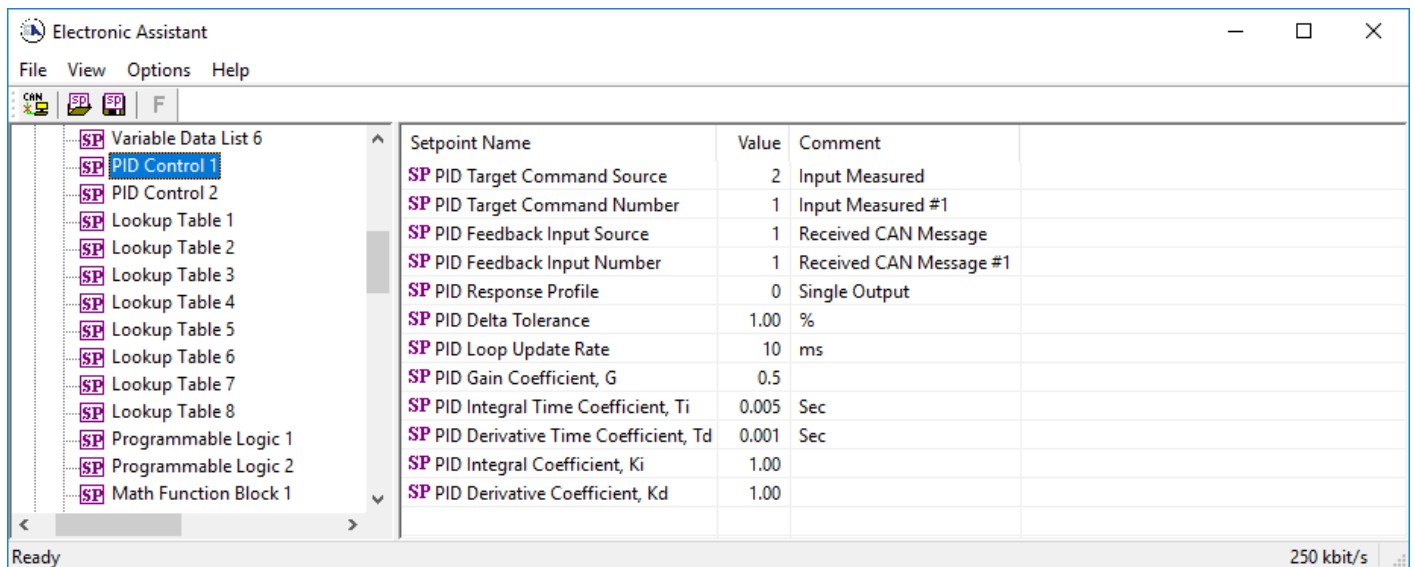 Electronic Assistant
File View Options Help
CAN SP SP F
SP Variable Data List 6
SP PID Control 1
SP PID Control 2
SP Lookup Table 1
SP Lookup Table 2
SP Lookup Table 3
SP Lookup Table 4
SP Lookup Table 5
SP Lookup Table 6
SP Lookup Table 7
SP Lookup Table 8
SP Programmable Logic 1
SP Programmable Logic 2
SP Math Function Block 1
Setpoint Name Value Comment
SP PID Target Command Source 2 Input Measured
SP PID Target Command Number 1 Input Measured #1
SP PID Feedback Input Source 1 Received CAN Message
SP PID Feedback Input Number 1 Received CAN Message #1
SP PID Response Profile 0 Single Output
SP PID Delta Tolerance 1.00 %
SP PID Loop Update Rate 10 ms
SP PID Gain Coefficient, G 0.5
SP PID Integral Time Coefficient, Ti 0.005 Sec
SP PID Derivative Time Coefficient, Td 0.001 Sec
SP PID Integral Coefficient, Ki 1.00
SP PID Derivative Coefficient, Kd 1.00
Ready 250 kbit/s